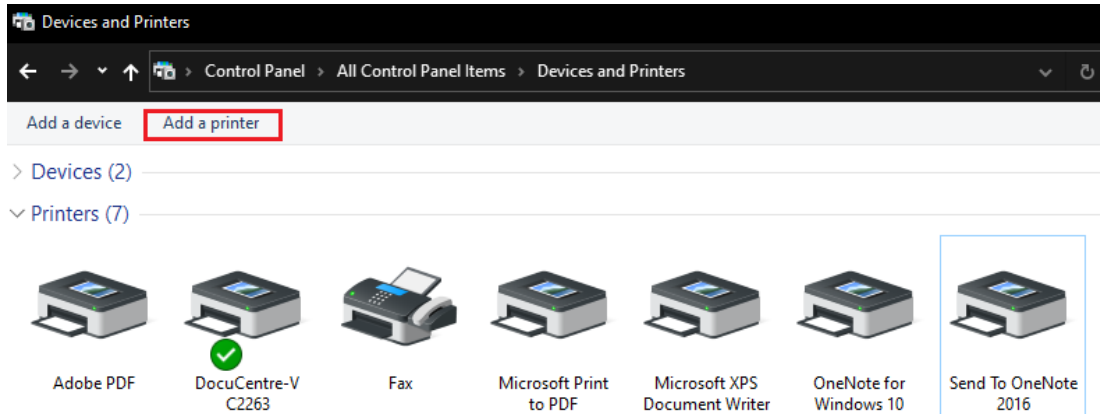 Devices and Printers
Control Panel > All Control Panel Items > Devices and Printers
Add a device Add a printer
Devices (2)
Printers (7)
Adobe PDF
DocuCentre-V
C2263
Fax
Microsoft Print
to PDF
Microsoft XPS
Document Writer
OneNote for
Windows 10
Send To OneNote
2016